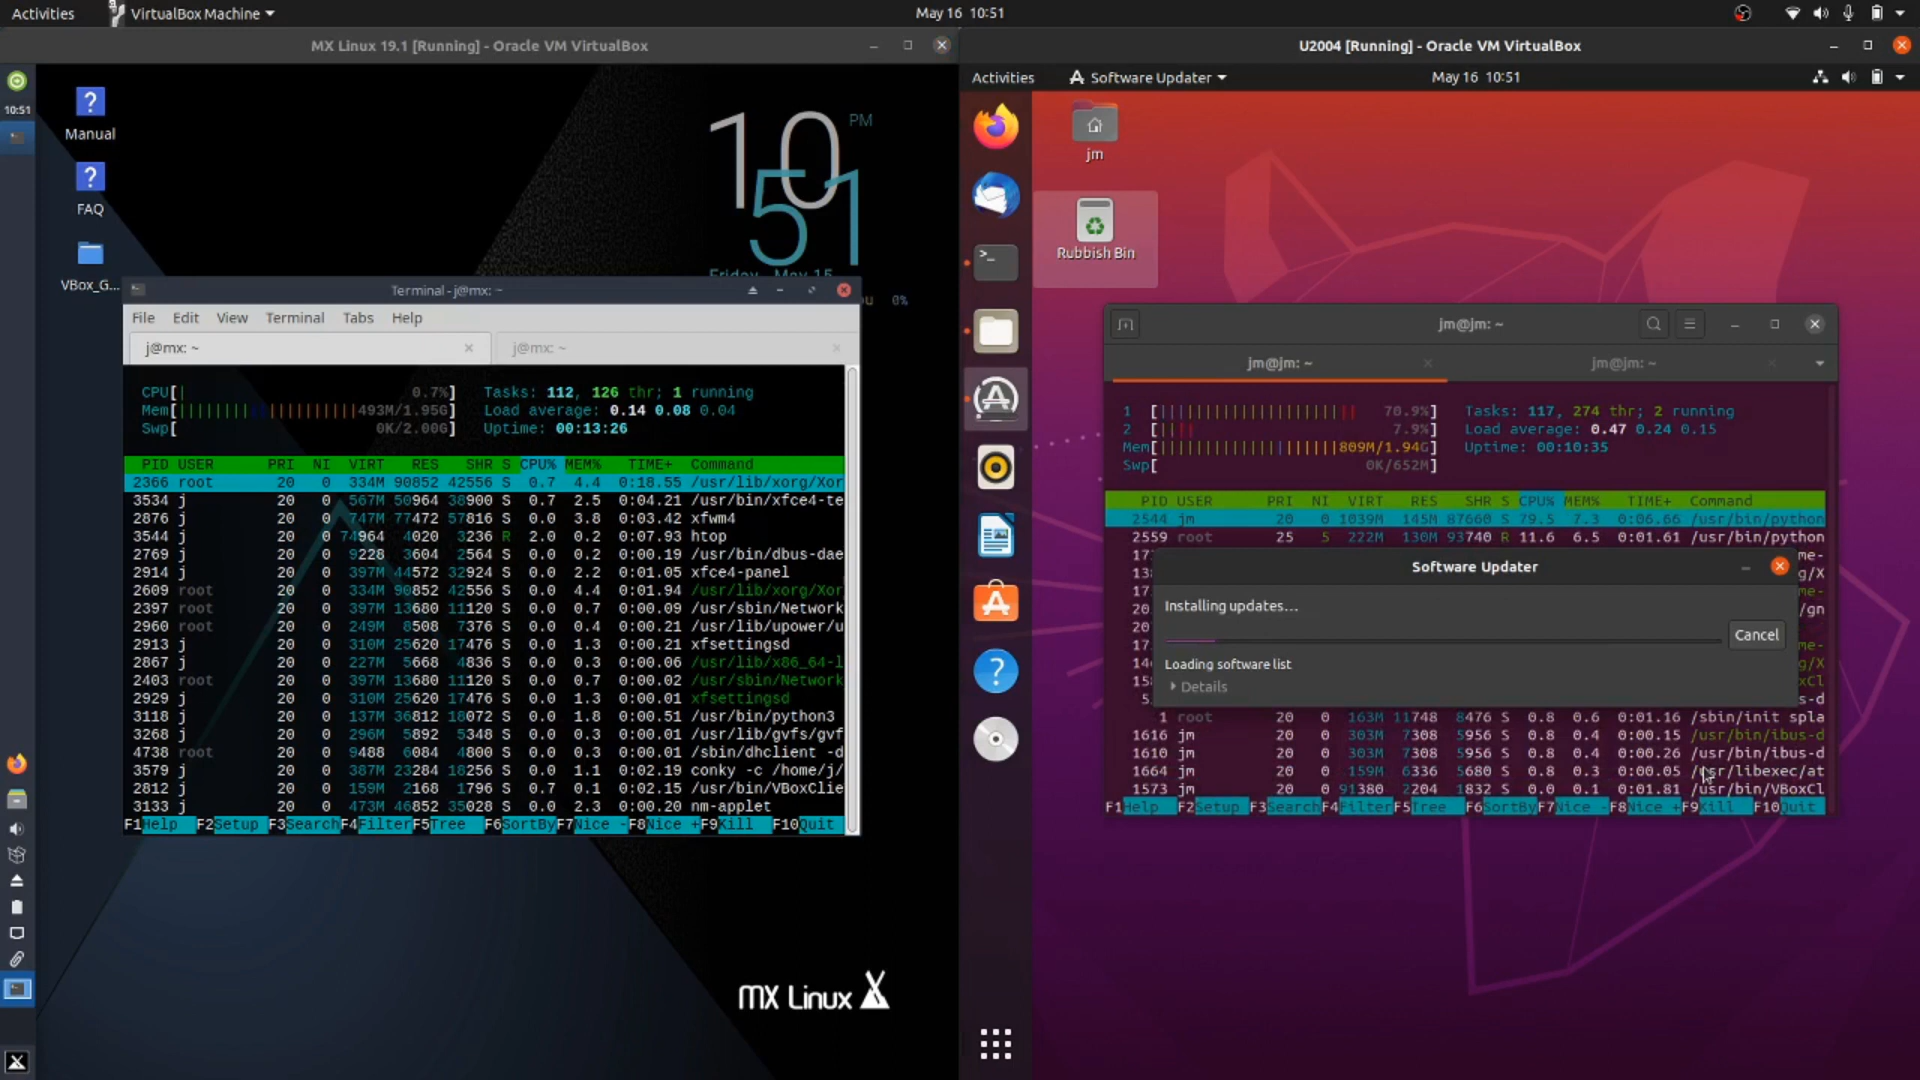 Activities VirtualBox Machine May 16 10:51
MX Linux 19.1 [Running] - Oracle VM VirtualBox
10:51
Manual
FAQ
VBox_G...
10 PM
51
Friday, May 15
0%
Terminal - j@mx: ~
File Edit View Terminal Tabs Help
j@mx: ~ j@mx: ~
CPU[| 0.7%] Tasks: 112, 126 thr; 1 running
Mem[ 493M/1.95G] Load average: 0.14 0.08 0.04
Swp[ 0K/2.00G] Uptime: 00:13:26
PID USER PRI NI VIRT RES SHR S CPU% MEM% TIME+ Command
2366 root 20 0 334M 90852 42556 S 0.7 4.4 0:18.55 /usr/lib/xorg/Xor
3534 j 20 0 567M 50964 38900 S 0.7 2.5 0:04.21 /usr/bin/xfce4-te
2876 j 20 0 747M 77472 57816 S 0.0 3.8 0:03.42 xfwm4
3544 j 20 0 74964 4020 3236 R 2.0 0.2 0:07.93 htop
2769 j 20 0 9228 3604 2564 S 0.0 0.2 0:00.19 /usr/bin/dbus-dae
2914 j 20 0 397M 44572 32924 S 0.0 2.2 0:01.05 xfce4-panel
2609 root 20 0 334M 90852 42556 S 0.0 4.4 0:01.94 /usr/lib/xorg/Xor
2397 root 20 0 397M 13680 11120 S 0.0 0.7 0:00.09 /usr/sbin/Network
2960 root 20 0 249M 8508 7376 S 0.0 0.4 0:00.21 /usr/lib/upower/u
2913 j 20 0 310M 25620 17476 S 0.0 1.3 0:00.21 xfsettingsd
2867 j 20 0 227M 5668 4836 S 0.0 0.3 0:00.06 /usr/lib/x86_64-l
2403 root 20 0 397M 13680 11120 S 0.0 0.7 0:00.02 /usr/sbin/Network
2929 j 20 0 310M 25620 17476 S 0.0 1.3 0:00.01 xfsettingsd
3118 j 20 0 137M 36812 18072 S 0.0 1.8 0:00.51 /usr/bin/python3
3268 j 20 0 296M 5892 5348 S 0.0 0.3 0:00.01 /usr/lib/gvfs/gvf
4738 root 20 0 9488 6084 4800 S 0.0 0.3 0:00.01 /sbin/dhclient -d
3579 j 20 0 387M 23284 18256 S 0.0 1.1 0:02.19 conky -c /home/j/
2812 j 20 0 159M 2168 1796 S 0.7 0.1 0:02.15 /usr/bin/VBoxClie
3133 j 20 0 473M 46852 35028 S 0.0 2.3 0:00.20 nm-applet
F1Help F2Setup F3SearchF4FilterF5Tree F6SortByF7Nice -F8Nice +F9Kill F10Quit
MX Linux
U2004 [Running] - Oracle VM VirtualBox
Activities Software Updater May 16 10:51
jm
Rubbish Bin
jm@jm: ~
jm@jm: ~ jm@jm: ~
1 [ 70.9%] Tasks: 117, 274 thr; 2 running
2 [ 7.9%] Load average: 0.47 0.24 0.15
Mem[ 809M/1.94G] Uptime: 00:10:35
Swp[ 0K/652M]
PID USER PRI NI VIRT RES SHR S CPU% MEM% TIME+ Command
2544 jm 20 0 1039M 145M 87660 S 79.5 7.3 0:06.66 /usr/bin/python
2559 root 25 5 222M 130M 93740 R 11.6 6.5 0:01.61 /usr/bin/python
Software Updater
Installing updates...
Cancel
Loading software list
Details
1 root 20 0 163M 11748 8476 S 0.8 0.6 0:01.16 /sbin/init spla
1616 jm 20 0 303M 7308 5956 S 0.8 0.4 0:00.15 /usr/bin/ibus-d
1610 jm 20 0 303M 7308 5956 S 0.8 0.4 0:00.26 /usr/bin/ibus-d
1664 jm 20 0 159M 6336 5680 S 0.8 0.3 0:00.05 /usr/libexec/at
1573 jm 20 0 91380 2204 1832 S 0.0 0.1 0:01.81 /usr/bin/VBoxCl
F1Help F2Setup F3SearchF4FilterF5Tree F6SortByF7Nice -F8Nice +F9Kill F10Quit